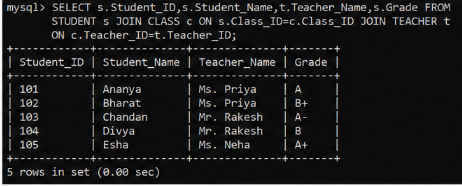 mysql> SELECT s.Student_ID,s.Student_Name,t.Teacher_Name,s.Grade FROM
STUDENT s JOIN CLASS c ON s.Class_ID=c.Class_ID JOIN TEACHER t
ON c.Teacher_ID=t.Teacher_ID;
+------------+--------------+--------------+-------+
| Student_ID | Student_Name | Teacher_Name | Grade |
+------------+--------------+--------------+-------+
| 101 | Ananya | Ms. Priya | A |
| 102 | Bharat | Ms. Priya | B+ |
| 103 | Chandan | Mr. Rakesh | A- |
| 104 | Divya | Mr. Rakesh | B |
| 105 | Esha | Ms. Neha | A+ |
+------------+--------------+--------------+-------+
5 rows in set (0.00 sec)